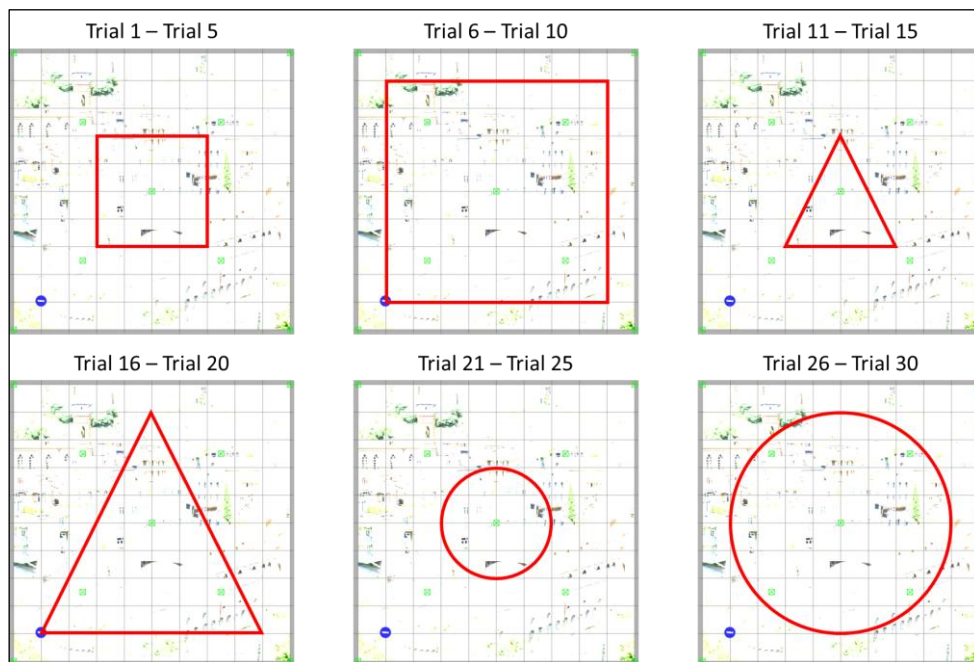 Trial 1 – Trial 5
Trial 6 – Trial 10
Trial 11 – Trial 15
Trial 16 – Trial 20
Trial 21 – Trial 25
Trial 26 – Trial 30